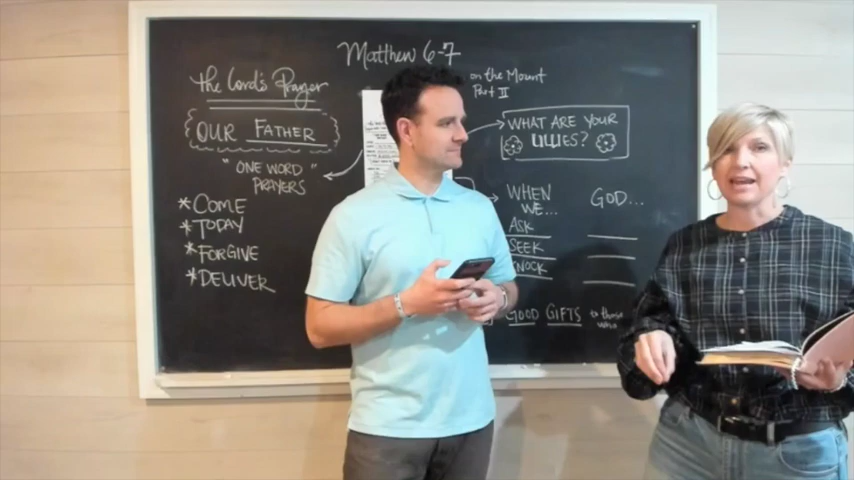 Matthew 6-7
the Lord's Prayer
on the Mount
Part II
OUR FATHER
WHAT ARE YOUR
"ONE WORD"
PRAYERS
WHEN
WE...
GOD...
*COME
*TODAY
*FORGIVE
*DELIVER
ASK
SEEK
KNOCK
GOOD GIFTS to those
who